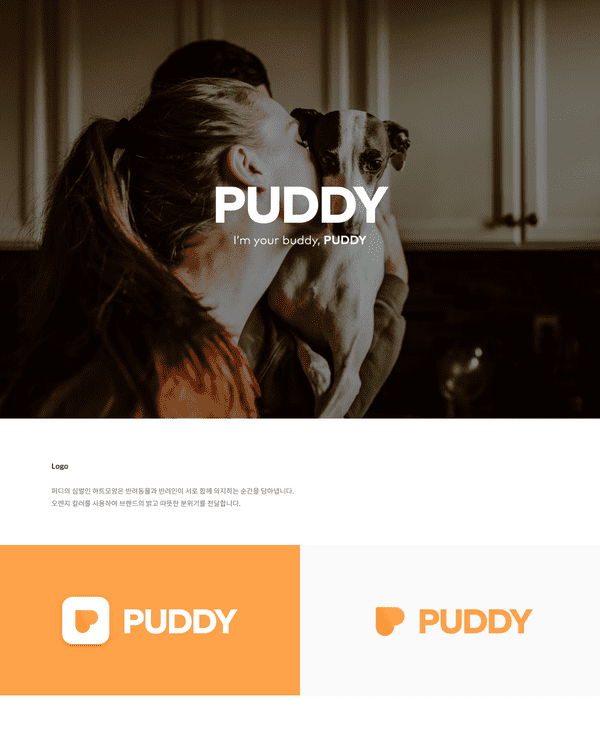 PUDDY
I'm your buddy, PUDDY
Logo
퍼디의 심벌인 하트모양은 반려동물과 반려인이 서로 함께 의지하는 순간을 담아냅니다.
오렌지 컬러를 사용하여 브랜드의 밝고 따뜻한 분위기를 전달합니다.
PUDDY
PUDDY